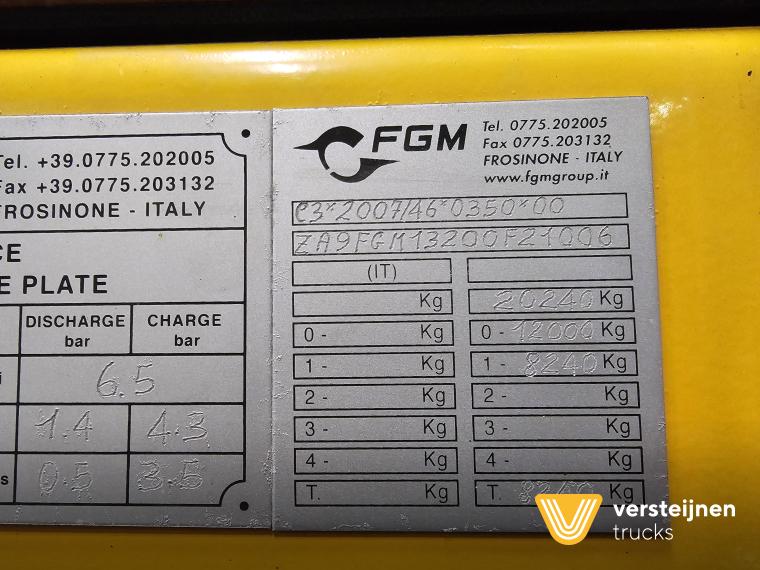 Tel. +39.0775.202005
Fax +39.0775.203132
FROSINONE - ITALY
PLATE
DISCHARGE bar
CHARGE bar
6.5
1.4 4.3
0.5 3.5
FGM
Tel. 0775.202005
Fax 0775.203132
FROSINONE - ITALY
www.fgmgroup.it
e3*2007/46*0350*00
ZA9FGM13200F21006
(IT)
Kg 20240 Kg
0- Kg 0- 12000 Kg
1- Kg 1- 8240 Kg
2- Kg 2- Kg
3- Kg 3- Kg
4- Kg 4- Kg
T. Kg T. 8240 Kg
versteijnen
trucks